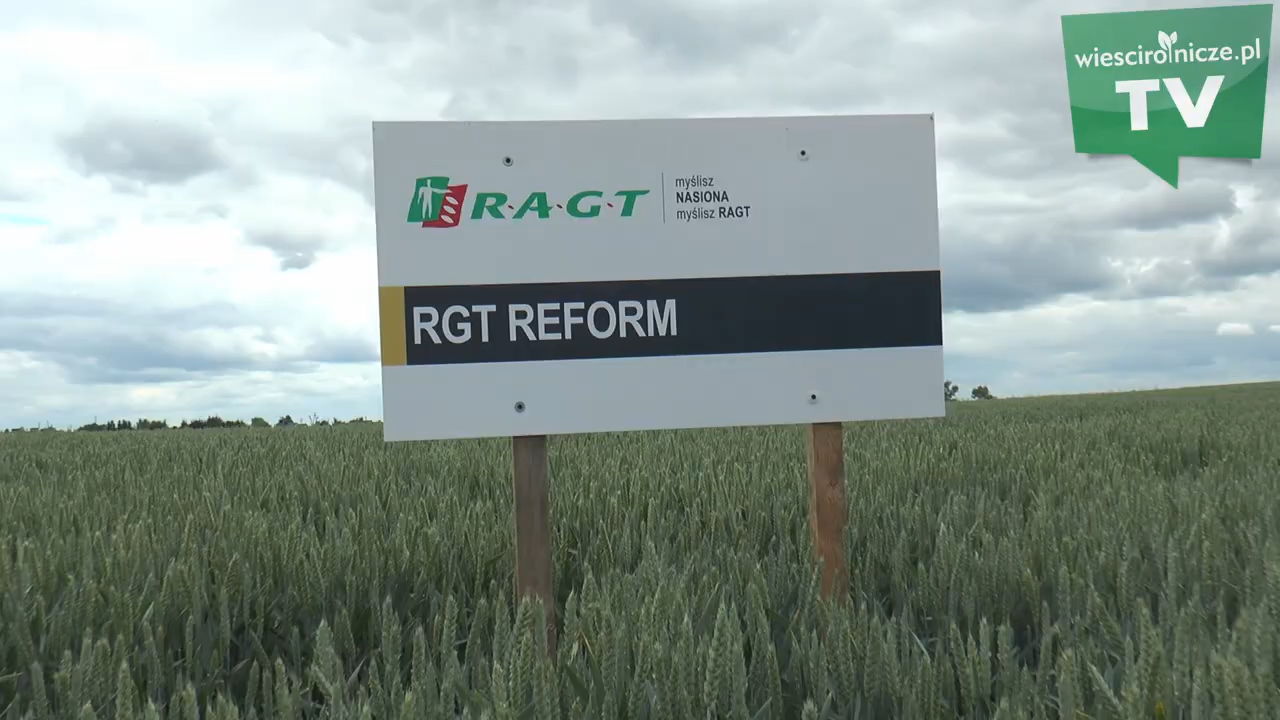 wiescirolnicze.pl
TV
R·A·G·T
myślisz
NASIONA
myślisz RAGT
RGT REFORM